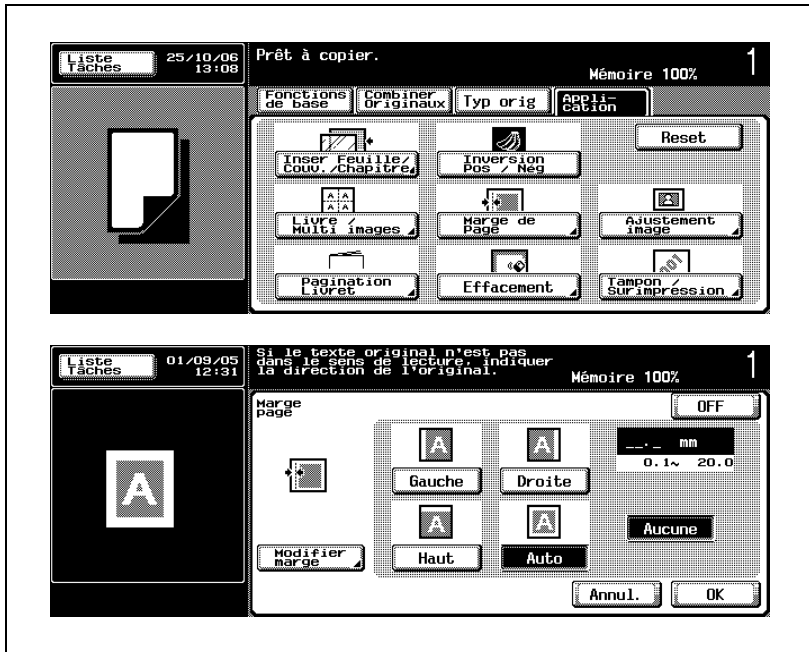 Liste
Tâches
25/10/06
13:08
Prêt à copier.
Mémoire 100%
1
Fonctions
de base
Combiner
Originaux
Typ orig
Appli-
cation
Inser Feuille/
Couv./Chapitre
Inversion
Pos / Nég
Reset
A A
A A
Livre /
Multi images
Marge de
Page
Ajustement
image
001
Pagination
Livret
Effacement
Tampon /
Surimpression
Liste
Tâches
01/09/05
12:31
Si le texte original n'est pas
dans le sens de lecture, indiquer
la direction de l'original.
Mémoire 100%
1
Marge
page
OFF
A
A
A
__._ mm
0.1~ 20.0
Gauche
Droite
A
A
Aucune
Modifier
marge
Haut
Auto
Annul.
OK